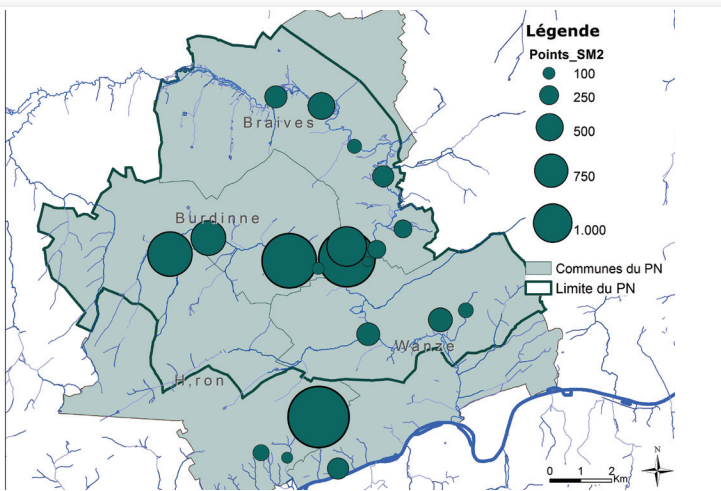 Légende
Points_SM2
100
250
500
750
1.000
Communes du PN
Limite du PN
Braives
Burdinne
Wanze
H.ron
N
0 1 2
Km